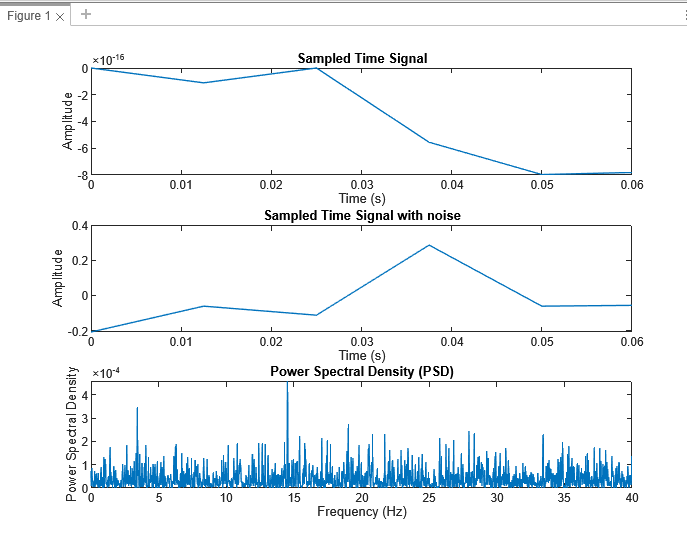 Figure 1 ×
+
Sampled Time Signal
×10-16
0
-2
-4
-6
-8
Amplitude
0 0.01 0.02 0.03 0.04 0.05 0.06
Time (s)
Sampled Time Signal with noise
0.4
0.2
0
-0.2
Amplitude
0 0.01 0.02 0.03 0.04 0.05 0.06
Time (s)
Power Spectral Density (PSD)
×10-4
4
3
2
1
0
Power Spectral Density
0 5 10 15 20 25 30 35 40
Frequency (Hz)